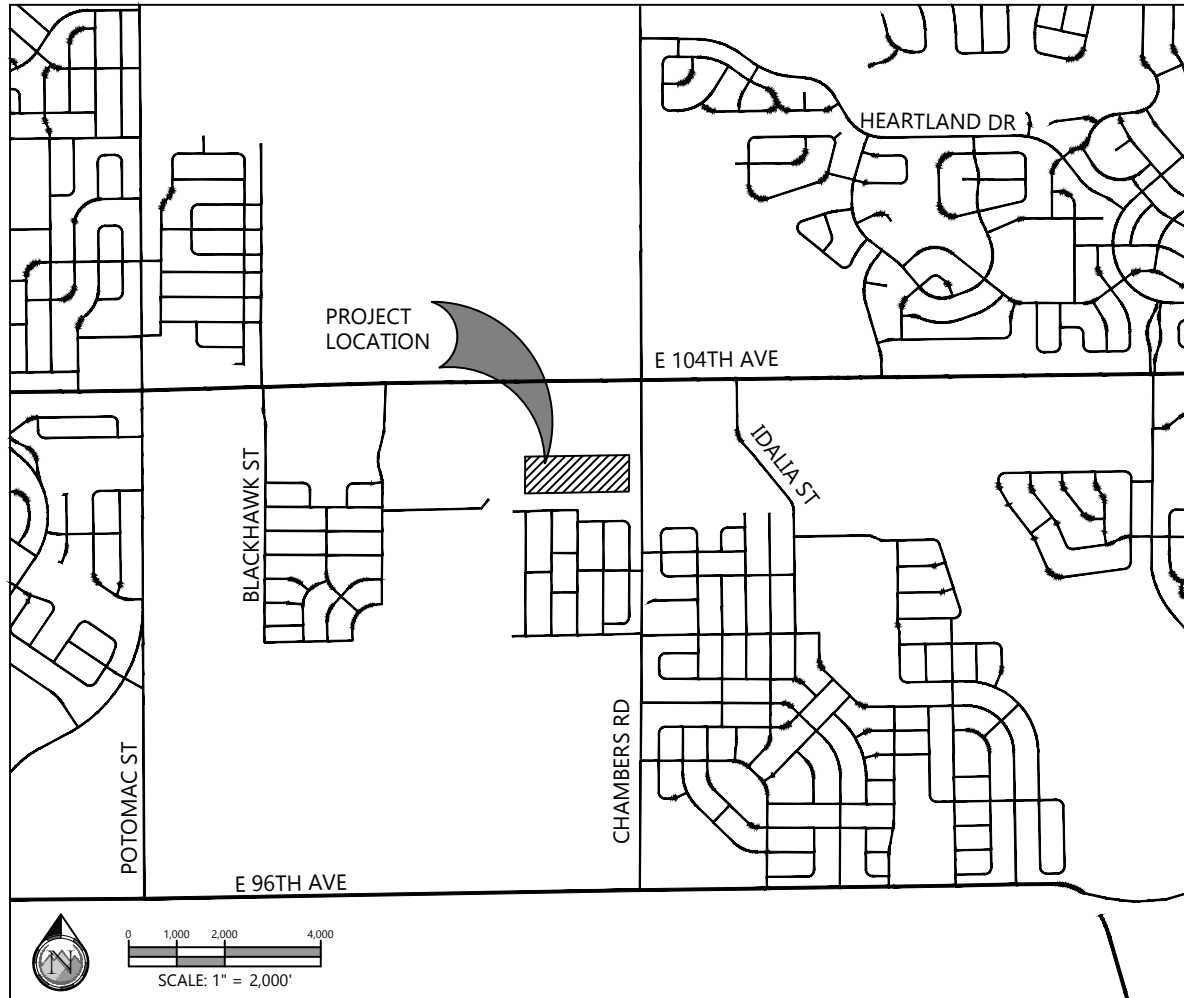 HEARTLAND DR
PROJECT
LOCATION
E 104TH AVE
IDALIA ST
BLACKHAWK ST
CHAMBERS RD
POTOMAC ST
E 96TH AVE
N
0 1,000 2,000 4,000
SCALE: 1" = 2,000'